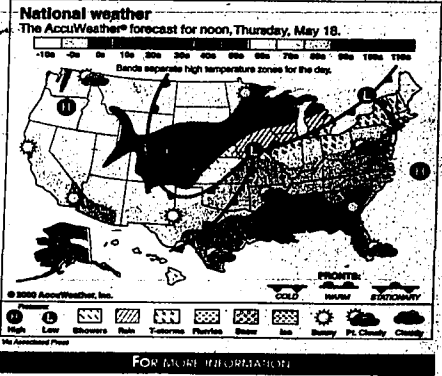 National weather
The AccuWeather® forecast for noon, Thursday, May 18.
-10s -0s 0s 10s 20s 30s 40s 50s 60s 70s 80s 90s 100s 110s
Bands separate high temperature zones for the day.
H
L
L
H
© 2000 AccuWeather, Inc.
FRONTS:
COLD WARM STATIONARY
Pressure
H L
High Low Showers Rain T-storms Flurries Snow Ice Sunny Pt. Cloudy Cloudy
Via Associated Press
FOR MORE INFORMATION